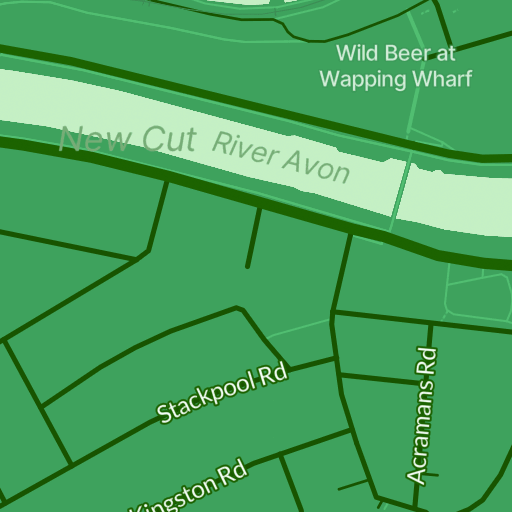 Wild Beer at
Wapping Wharf
New Cut River Avon
Stackpool Rd
Acramans Rd
Kingston Rd